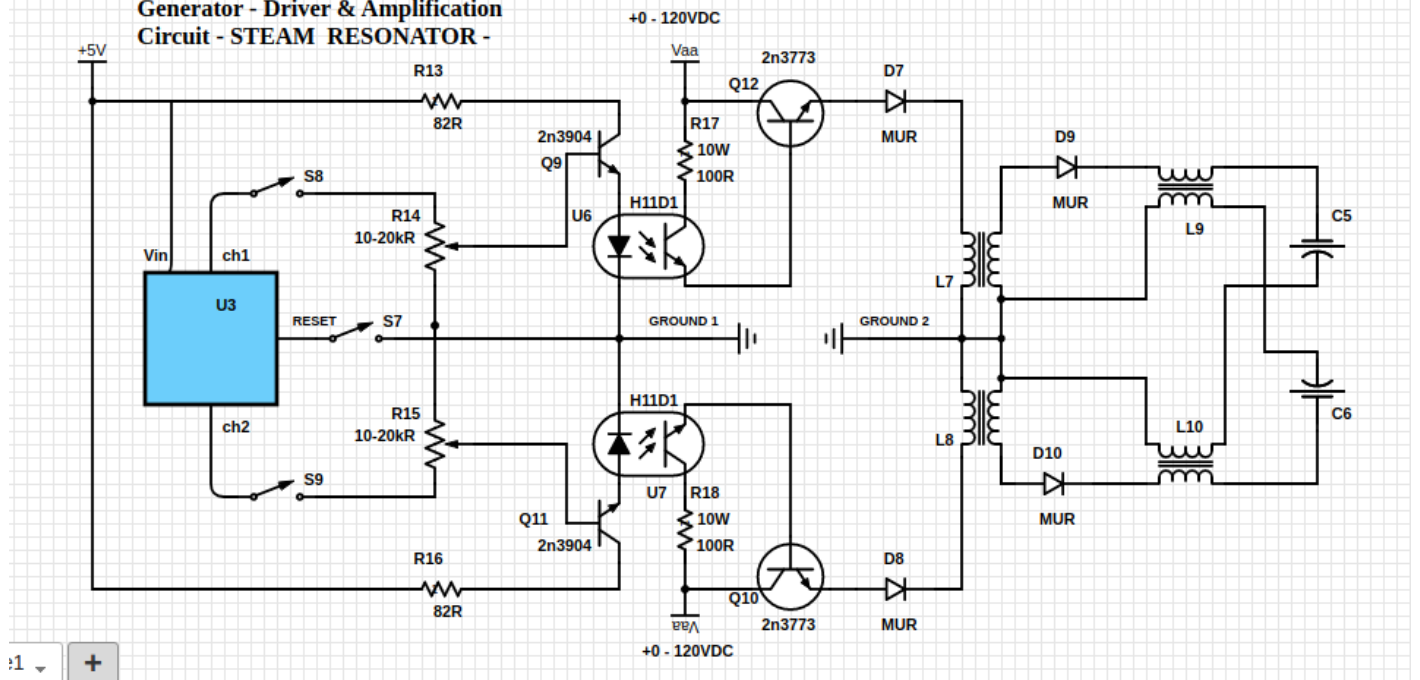 Generator - Driver & Amplification
Circuit - STEAM RESONATOR -
+0 - 120VDC
+5V
Vaa
2n3773
R13
Q12
D7
82R
R17
MUR
2n3904
10W
D9
Q9
100R
S8
H11D1
MUR
R14
U6
10-20kR
C5
L9
Vin
ch1
L7
U3
RESET
S7
GROUND 1
GROUND 2
R15
H11D1
10-20kR
C6
ch2
L8
L10
D10
S9
U7
R18
Q11
10W
MUR
2n3904
100R
R16
D8
Q10
82R
Vaa
2n3773
MUR
+0 - 120VDC
e1
+